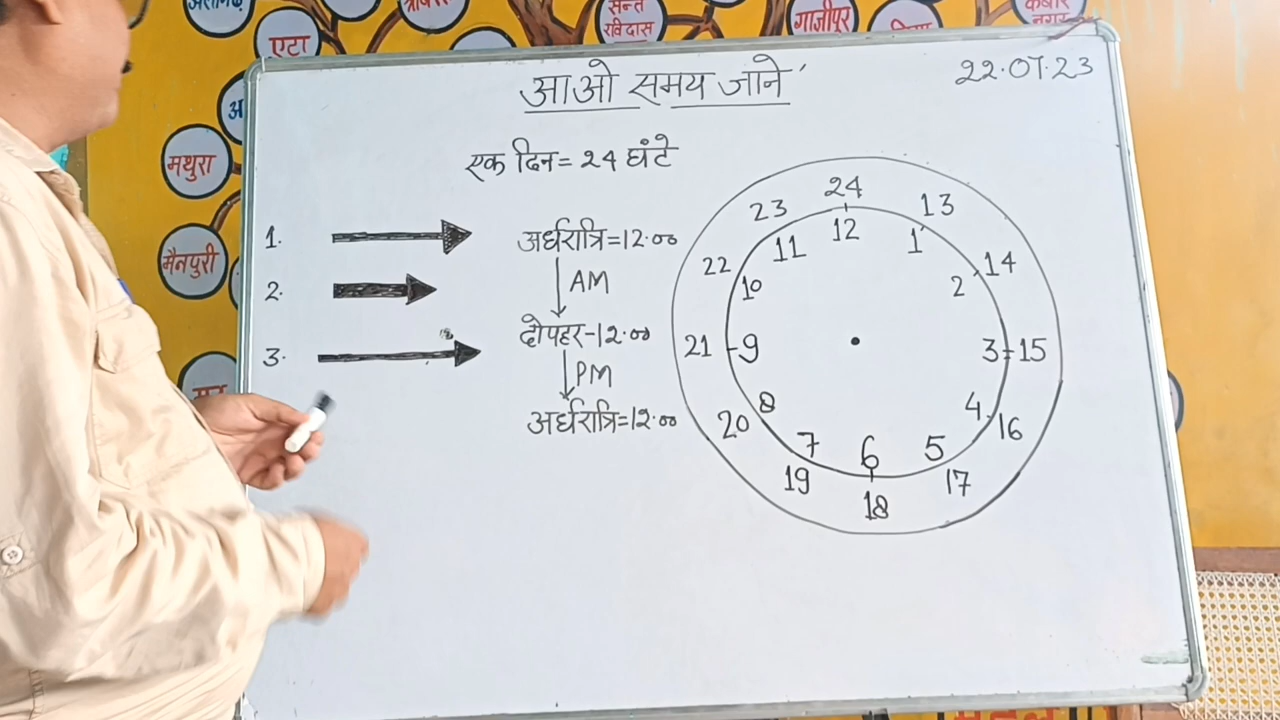 एटा
सन्त
रविदास
गाजीपुर
कबीर
नगर
मथुरा
मैनपुरी
आओ समय जाने
22.07.23
एक दिन = 24 घंटे
1.
2.
3.
अर्धरात्रि=12.00
AM
दोपहर-12.00
PM
अर्धरात्रि=12.00
24
13
14
15
16
17
18
19
20
21
22
23
12
1
2
3
4
5
6
7
8
9
10
11